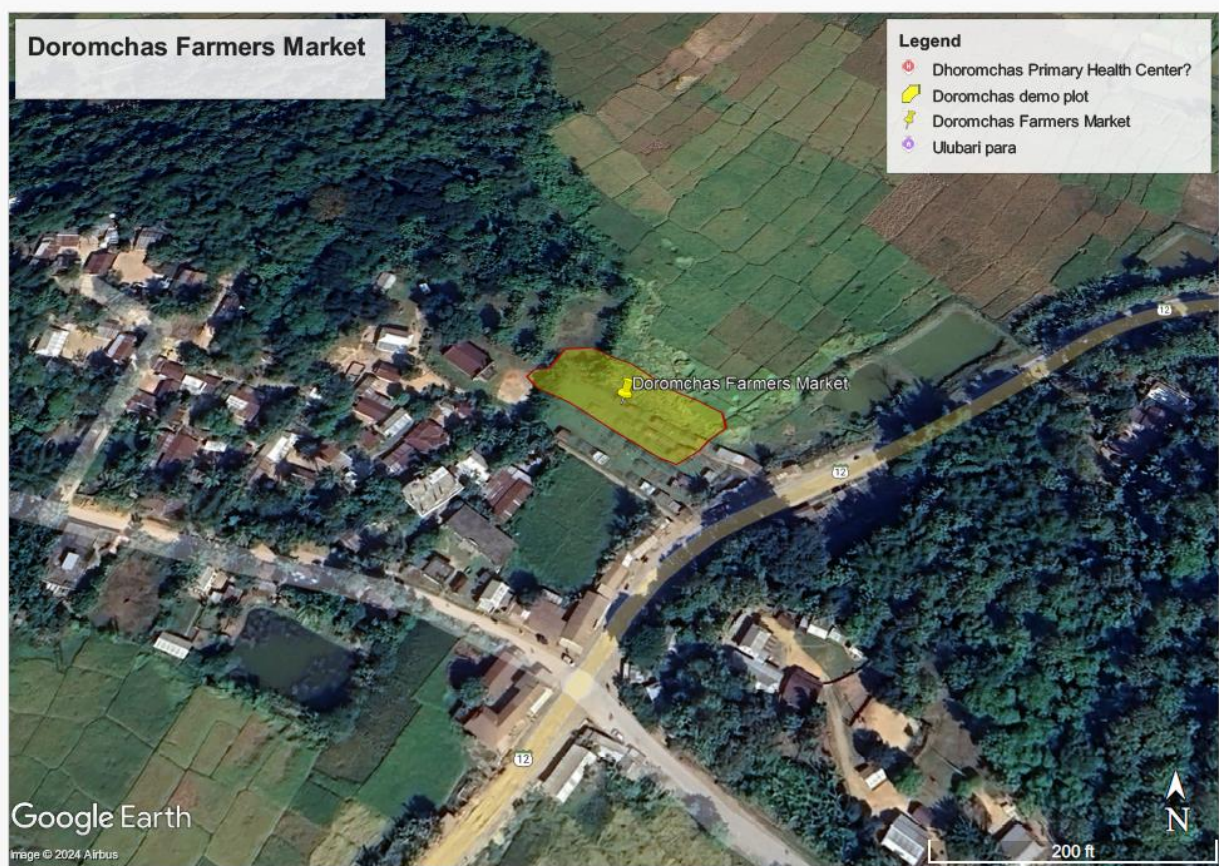 Doromchas Farmers Market
Legend
Dhoromchas Primary Health Center?
Doromchas demo plot
Doromchas Farmers Market
Ulubari para
12
Doromchas Farmers Market
12
12
Google Earth
N
Image © 2024 Airbus
200 ft